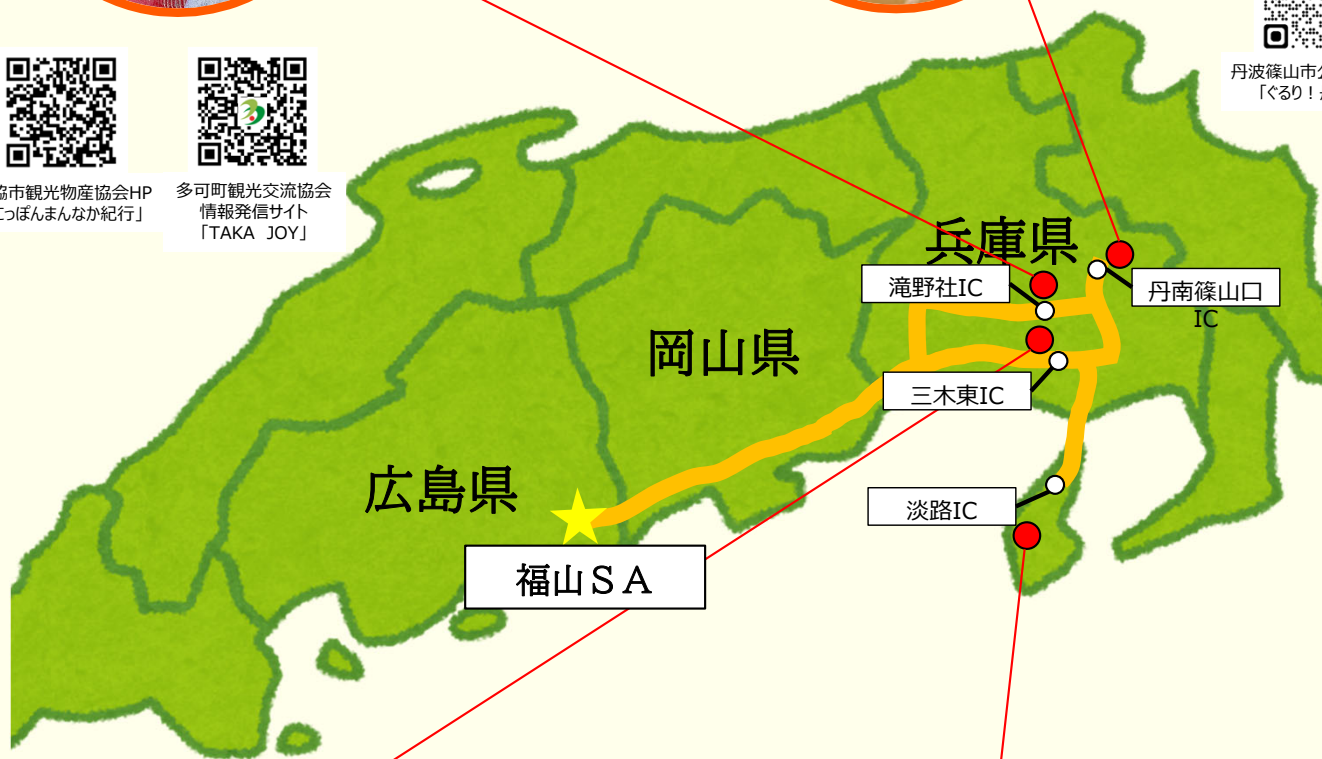 脇市観光物産協会HP
っぽんまんなか紀行」
多可町観光交流協会
情報発信サイト
「TAKA JOY」
丹波篠山市
「ぐるり！
兵庫県
滝野社IC
丹南篠山口
IC
岡山県
三木東IC
広島県
淡路IC
福山ＳＡ